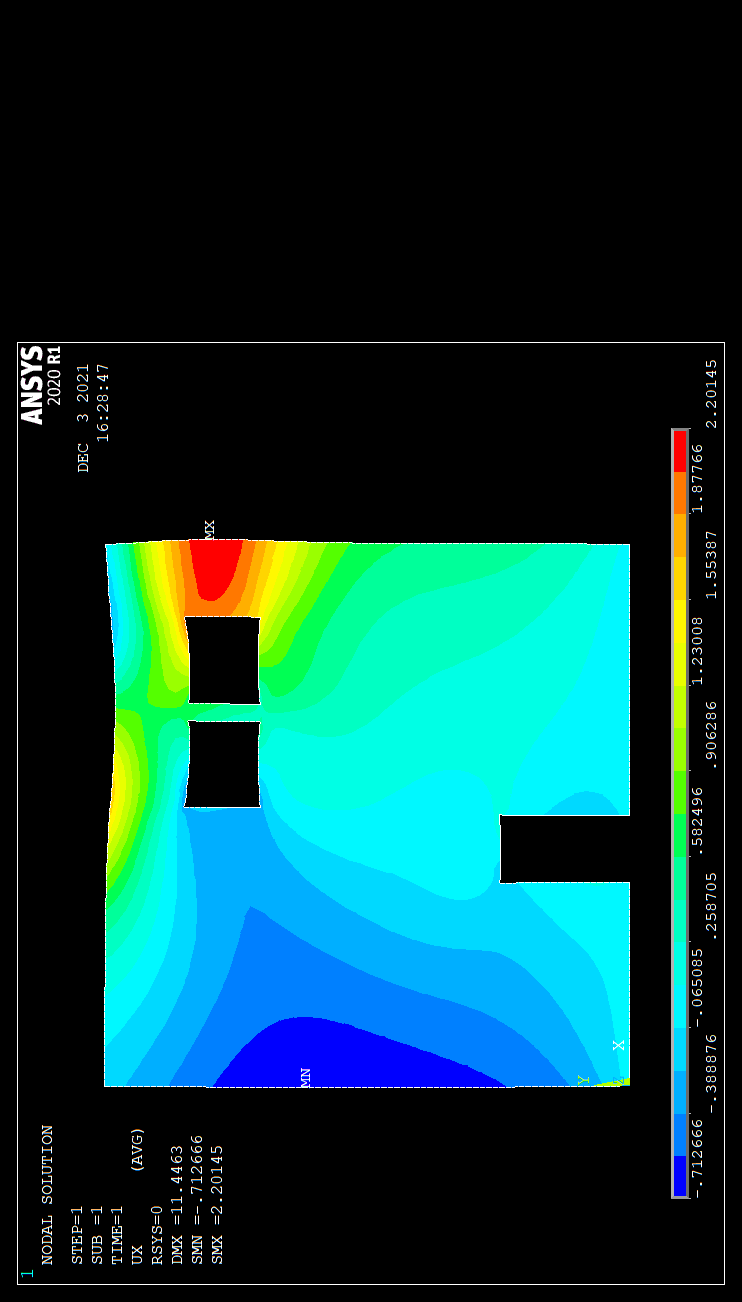 1
NODAL SOLUTION
STEP=1
SUB =1
TIME=1
UX       (AVG)
RSYS=0
DMX =11.4463
SMN =-.712666
SMX =2.20145
ANSYS
2020 R1
DEC  3 2021
16:28:47
MX
MN
Y
X
-.712666
-.388876
-.065085
.258705
.582496
.906286
1.23008
1.55387
1.87766
2.20145